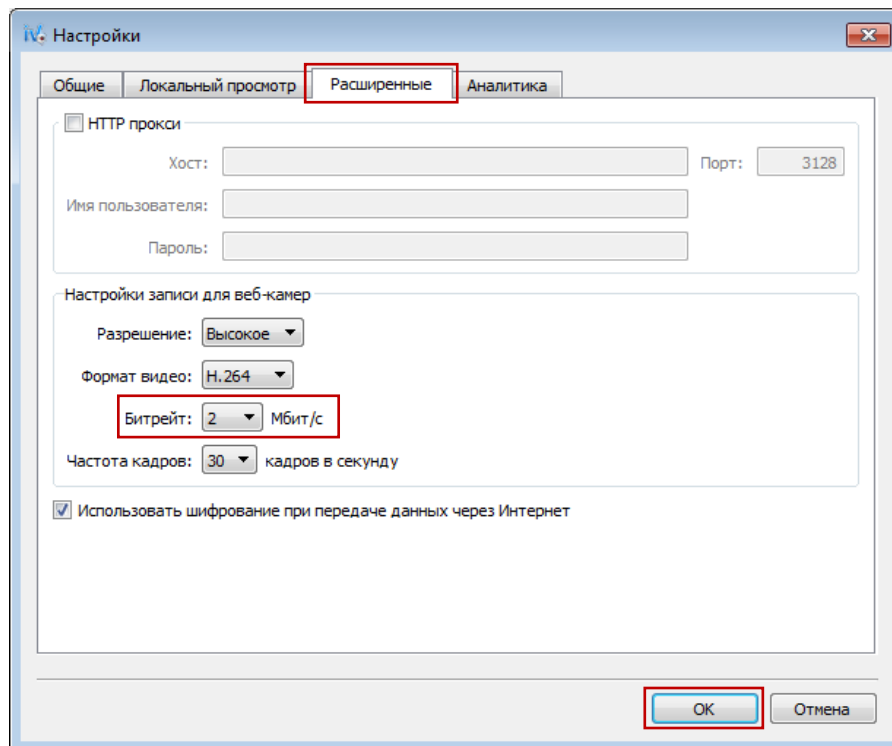 iV Настройки
Общие Локальный просмотр Расширенные Аналитика
HTTP прокси
Хост: Порт: 3128
Имя пользователя:
Пароль:
Настройки записи для веб-камер
Разрешение: Высокое
Формат видео: H.264
Битрейт: 2 Мбит/с
Частота кадров: 30 кадров в секунду
Использовать шифрование при передаче данных через Интернет
OK Отмена